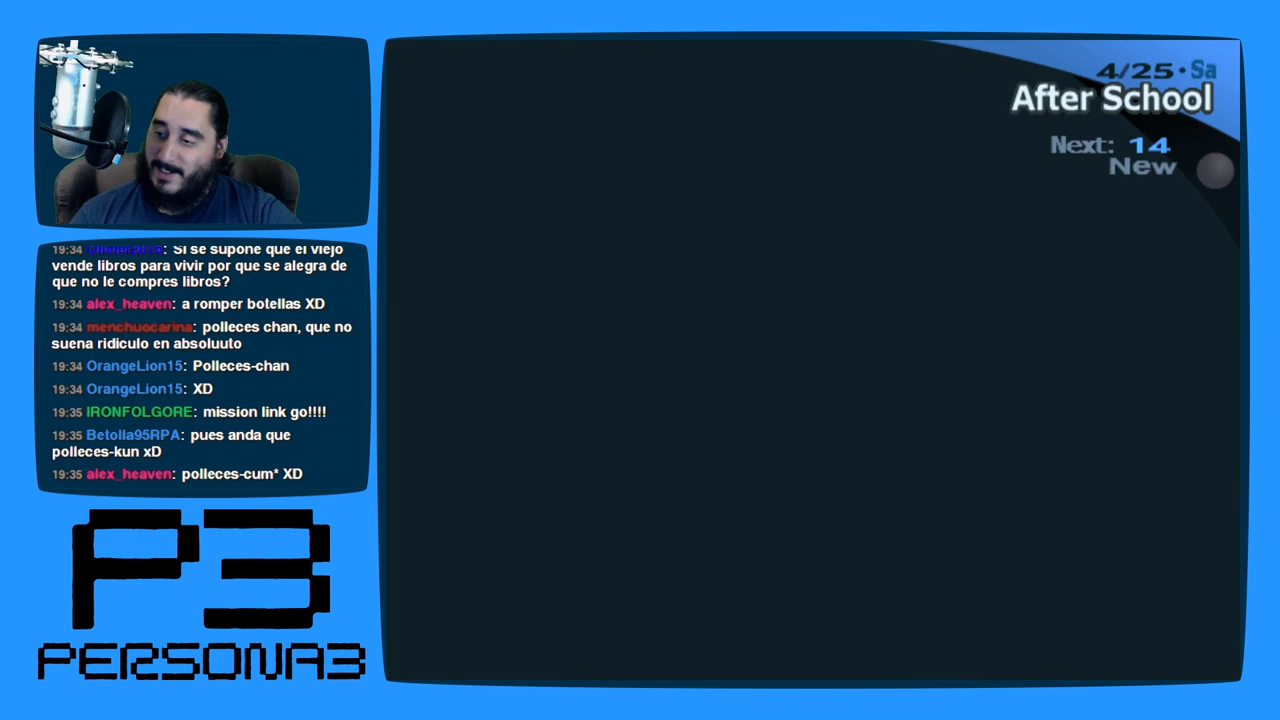 19:34 : Si se supone que el viejo
vende libros para vivir por que se alegra de
que no le compres libros?
19:34 alex_heaven: a romper botellas XD
19:34 menchuocarina: polleces chan, que no
suena ridiculo en absoluuto
19:34 OrangeLion15: Polleces-chan
19:34 OrangeLion15: XD
19:35 IRONFOLGORE: mission link go!!!!
19:35 Betolla95RPA: pues anda que
polleces-kun xD
19:35 alex_heaven: polleces-cum* XD
P3
PERSONA3
4/25·Sa
After School
Next: 14
New